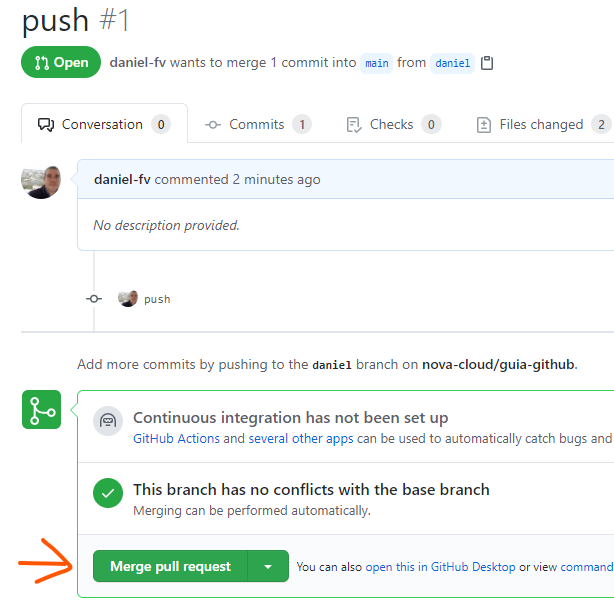 push #1
Open daniel-fv wants to merge 1 commit into main from daniel
Conversation 0 Commits 1 Checks 0 Files changed 2
daniel-fv commented 2 minutes ago
No description provided.
push
Add more commits by pushing to the daniel branch on nova-cloud/guia-github.
Continuous integration has not been set up
GitHub Actions and several other apps can be used to automatically catch bugs and
This branch has no conflicts with the base branch
Merging can be performed automatically.
Merge pull request You can also open this in GitHub Desktop or view command